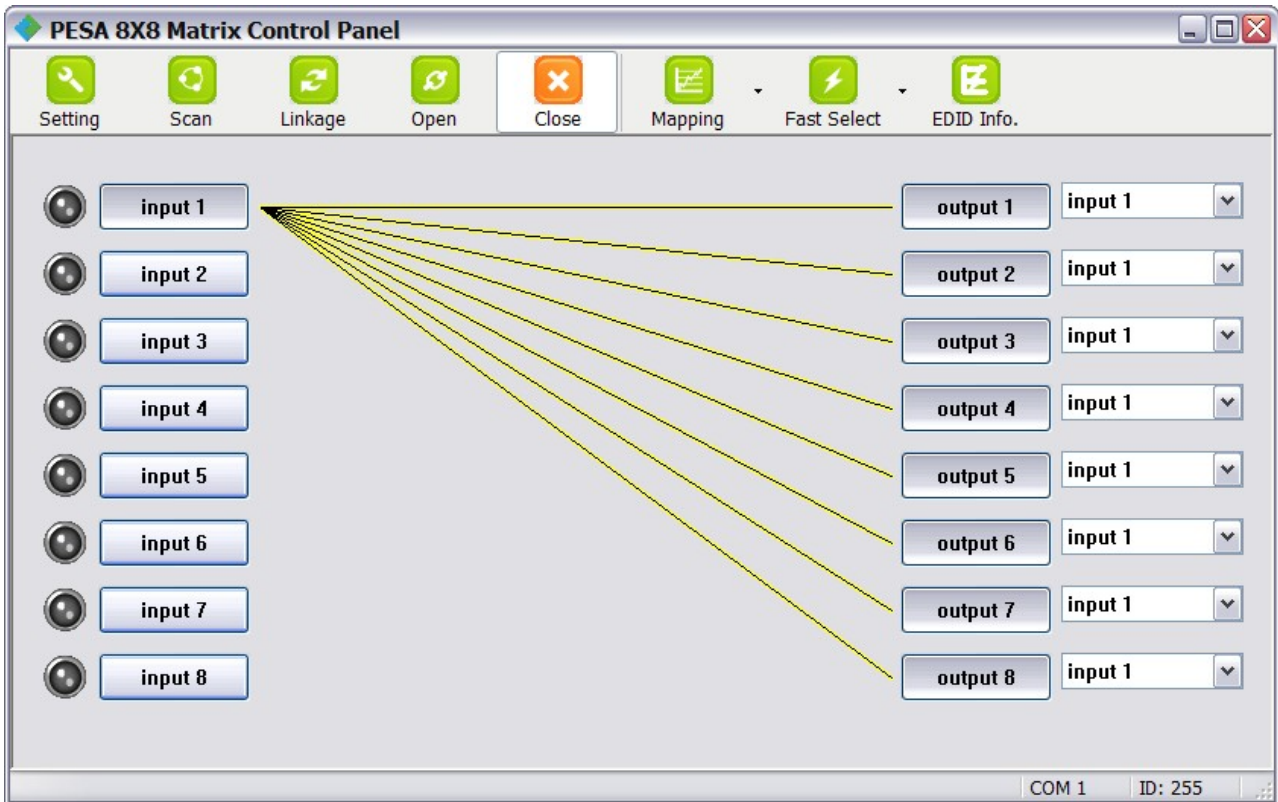 PESA 8X8 Matrix Control Panel
Setting Scan Linkage Open Close Mapping Fast Select EDID Info.
input 1 output 1 input 1
input 2 output 2 input 1
input 3 output 3 input 1
input 4 output 4 input 1
input 5 output 5 input 1
input 6 output 6 input 1
input 7 output 7 input 1
input 8 output 8 input 1
COM 1 ID: 255